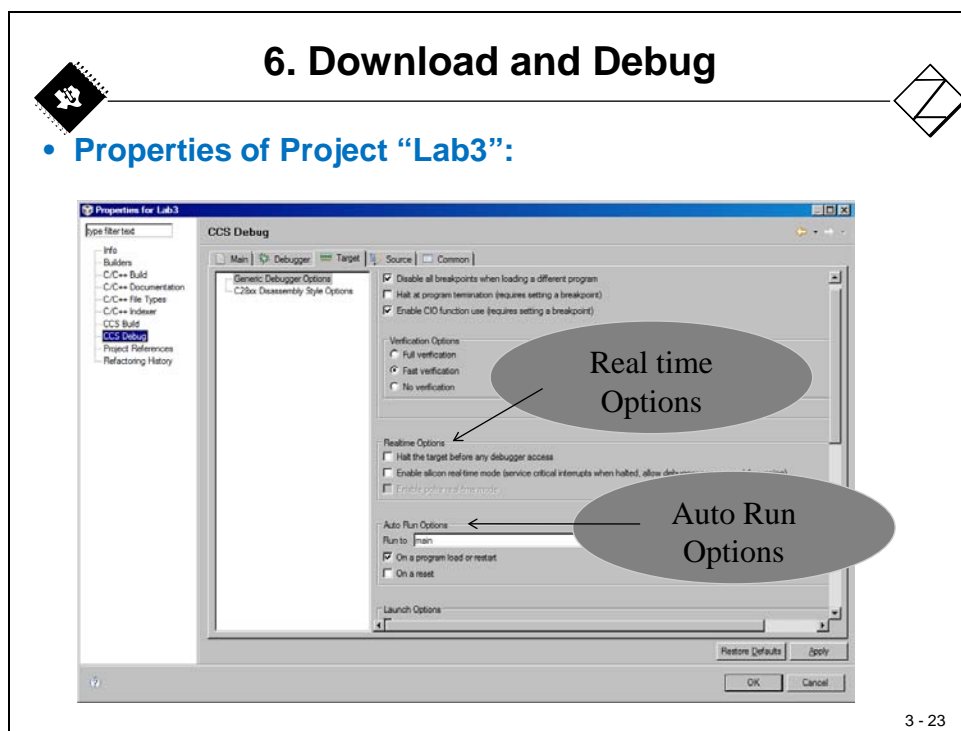 6. Download and Debug
• Properties of Project “Lab3”:
Properties for Lab3
type filter text
Info
Builders
C/C++ Build
C/C++ Documentation
C/C++ File Types
C/C++ Indexer
CCS Build
CCS Debug
Project References
Refactoring History
CCS Debug
Main
Debugger
Target
Source
Common
Generic Debugger Options
C28xx Disassembly Style Options
Disable all breakpoints when loading a different program
Halt at program termination (requires setting a breakpoint)
Enable CIO function use (requires setting a breakpoint)
Verification Options
Full verification
Fast verification
No verification
Real time
Options
Realtime Options
Halt the target before any debugger access
Enable silicon real-time mode (service critical interrupts when halted, allow
Enable polite real-time mode
Auto Run
Options
Auto Run Options
Run to main
On a program load or restart
On a reset
Launch Options
Restore Defaults
Apply
OK
Cancel
3 - 23